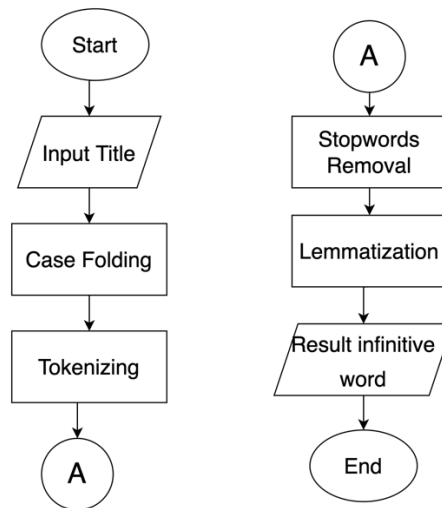 Start
Input Title
Case Folding
Tokenizing
A
A
Stopwords
Removal
Lemmatization
Result infinitive
word
End